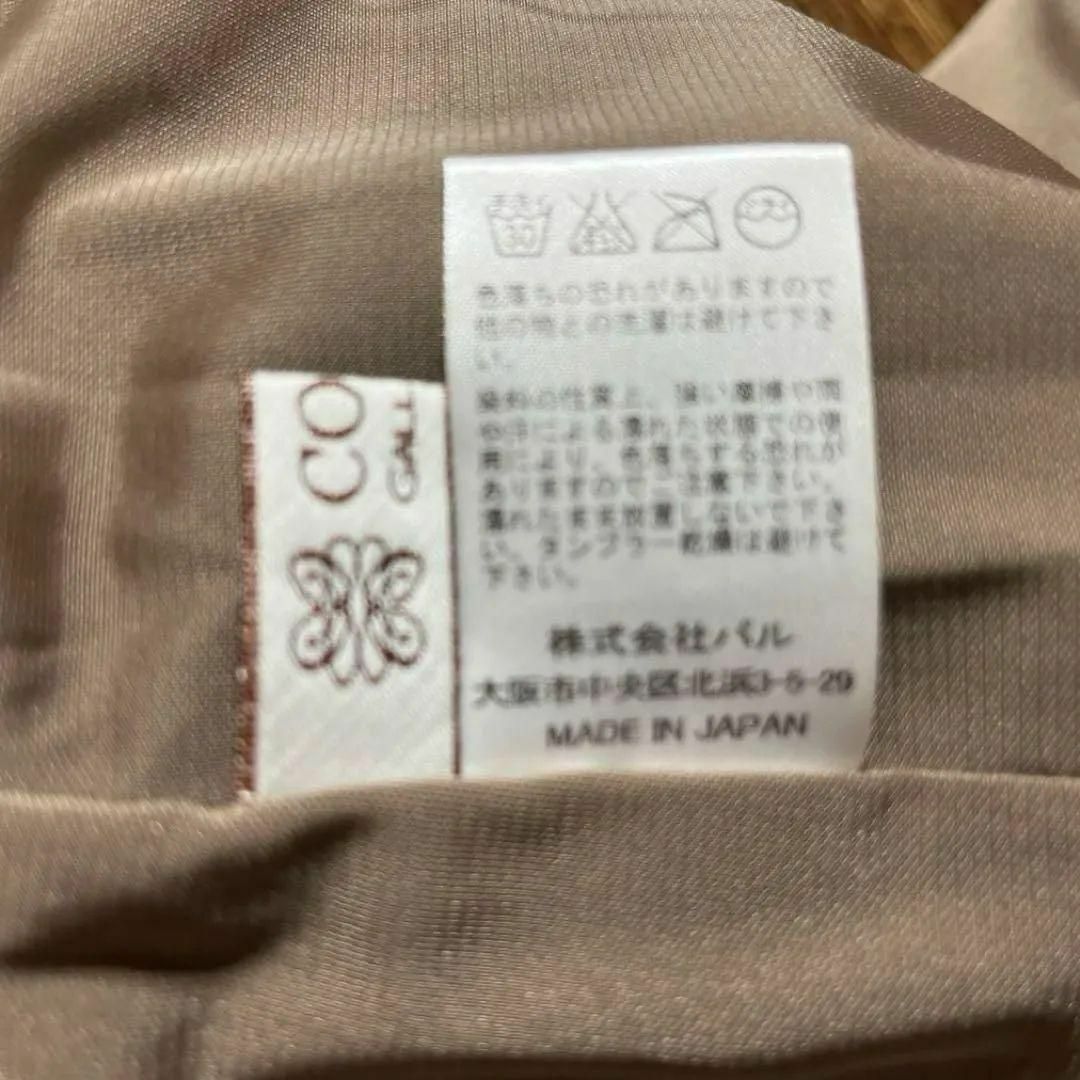 CO
GALL
30
色落ちの恐れがありますので
他の物との洗濯は避けて下さ
い。
染料の性質上、強い摩擦や雨
や汗による濡れた状態での使
用により、色落ちする恐れが
ありますのでご注意下さい。
濡れたまま放置しないで下さ
い。タンブラー乾燥は避けて
下さい。
株式会社パル
大阪市中央区北浜3-5-29
MADE IN JAPAN